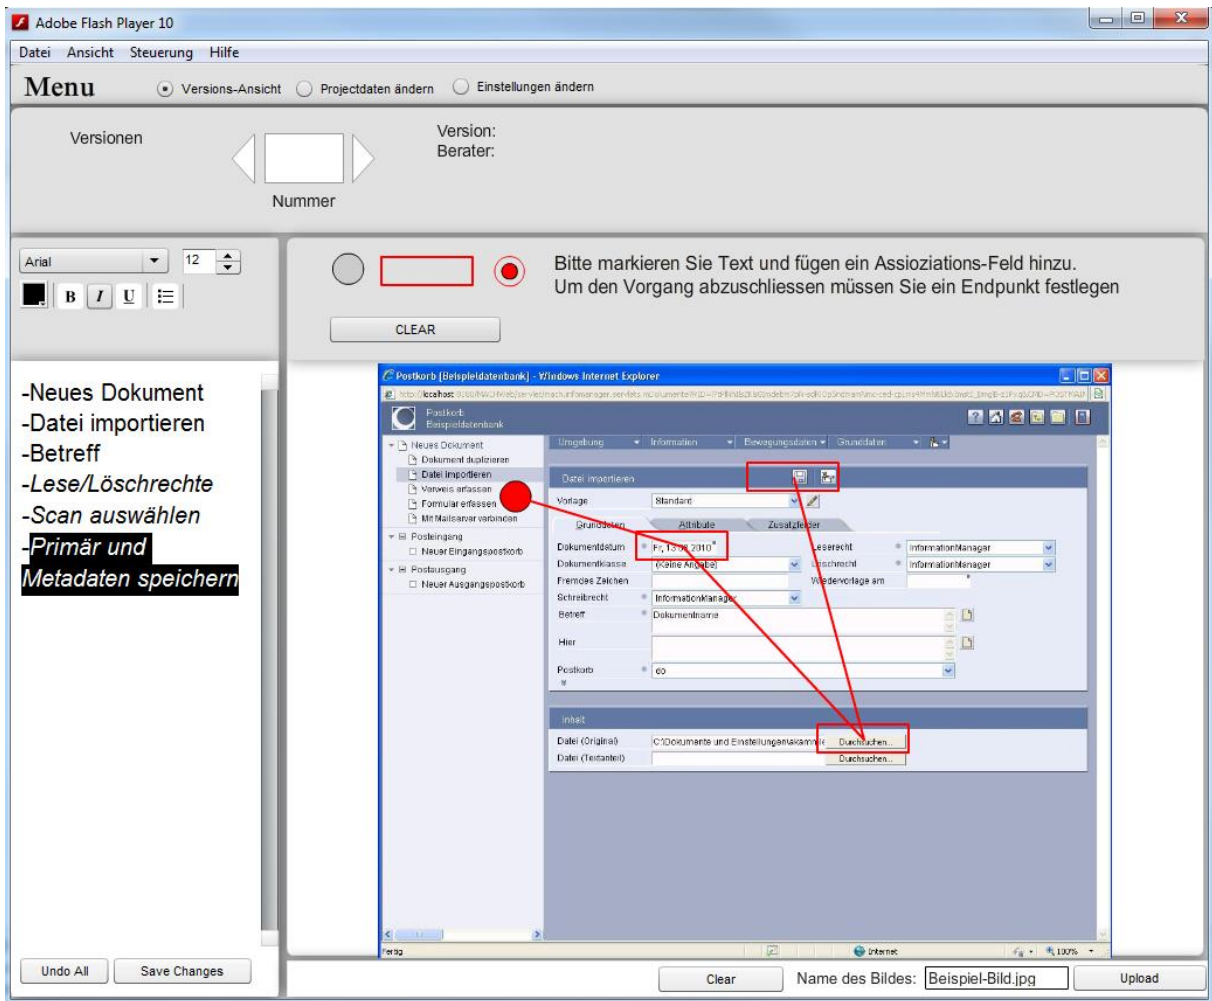 Adobe Flash Player 10
Datei Ansicht Steuerung Hilfe
Menu Versions-Ansicht Projectdaten ändern Einstellungen ändern
Versionen
Version:
Berater:
Nummer
Arial 12
B I U
Bitte markieren Sie Text und fügen ein Assioziations-Feld hinzu.
Um den Vorgang abzuschliessen müssen Sie ein Endpunkt festlegen
CLEAR
-Neues Dokument
-Datei importieren
-Betreff
-Lese/Löschrechte
-Scan auswählen
-Primär und
Metadaten speichern
Undo All Save Changes
Postkorb [Beispieldatenbank] - Windows Internet Explorer
Postkorb
Beispieldatenbank
Neues Dokument
Dokument duplizieren
Datei importieren
Verweis erfassen
Formular erfassen
Mit Mailserver verbinden
Posteingang
Neuer Eingangspostkorb
Postausgang
Neuer Ausgangspostkorb
Umgebung Information Bewegungsdaten Grunddaten
Datei importieren
Vorlage Standard
Grunddaten Attribute Zusatzfelder
Dokumentdatum Leserecht InformationManager
Dokumentklasse (Keine Angabe) Löschrecht InformationManager
Fremdes Zeichen Wiedervorlage am
Schreibrecht InformationManager
Betreff Dokumentname
Hier
Postkorb do
Inhalt
Datei (Original) C:\Dokumente und Einstellungen\akammle Durchsuchen...
Datei (Textanteil) Durchsuchen...
Fertig Internet 100%
Clear Name des Bildes: Beispiel-Bild.jpg Upload